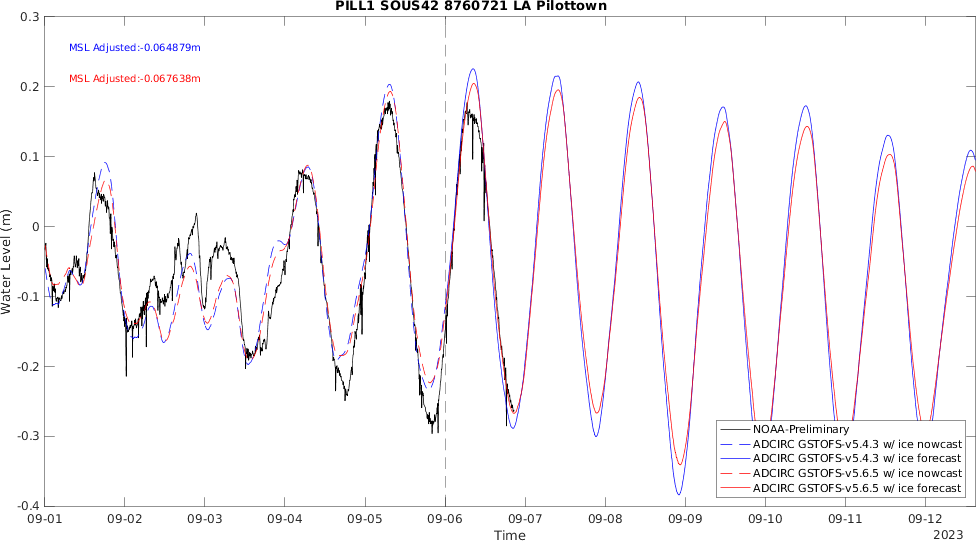 PILL1 SOUS42 8760721 LA Pilottown
0.3
MSL Adjusted:-0.064879m
MSL Adjusted:-0.067638m
0.2
0.1
0
-0.1
-0.2
-0.3
-0.4
Water Level (m)
NOAA-Preliminary
ADCIRC GSTOFS-v5.4.3 w/ ice nowcast
ADCIRC GSTOFS-v5.4.3 w/ ice forecast
ADCIRC GSTOFS-v5.6.5 w/ ice nowcast
ADCIRC GSTOFS-v5.6.5 w/ ice forecast
09-01 09-02 09-03 09-04 09-05 09-06 09-07 09-08 09-09 09-10 09-11 09-12
Time
2023